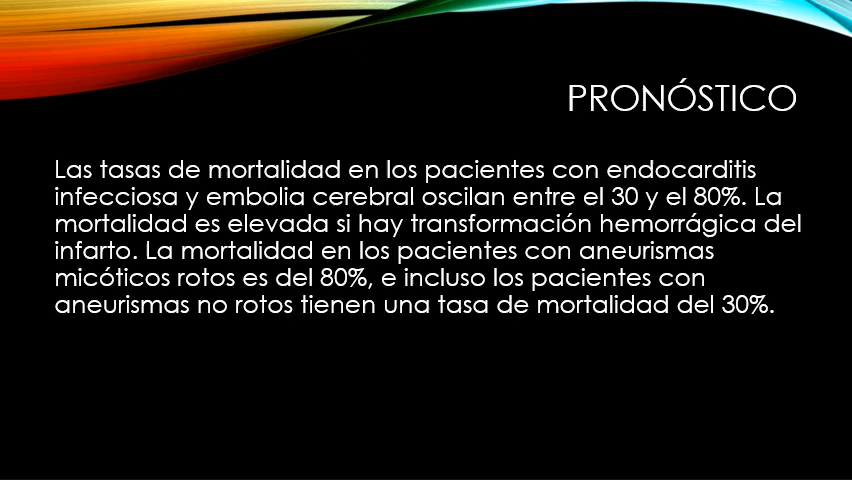 PRONÓSTICO
Las tasas de mortalidad en los pacientes con endocarditis
infecciosa y embolia cerebral oscilan entre el 30 y el 80%. La
mortalidad es elevada si hay transformación hemorrágica del
infarto. La mortalidad en los pacientes con aneurismas
micóticos rotos es del 80%, e incluso los pacientes con
aneurismas no rotos tienen una tasa de mortalidad del 30%.